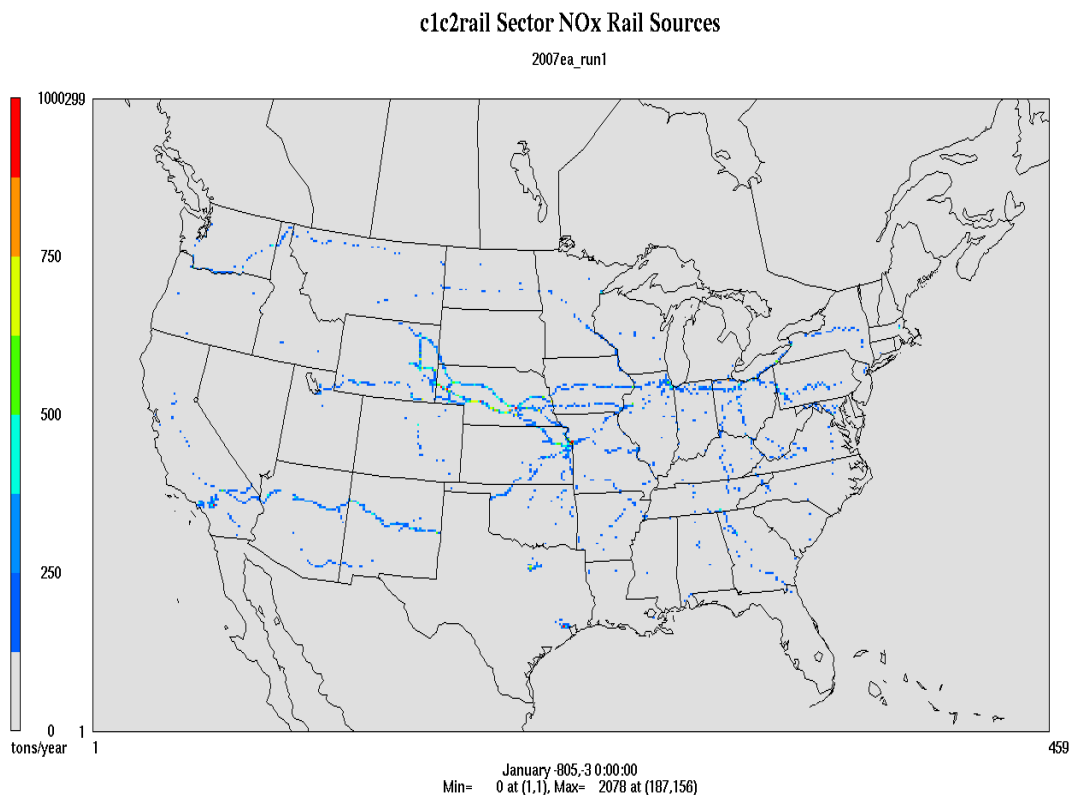 c1c2rail Sector NOx Rail Sources
2007ea_run1
1000299
750
500
250
0 1
tons/year
1 459
January -805,-3 0:00:00
Min= 0 at (1,1), Max= 2078 at (187,156)